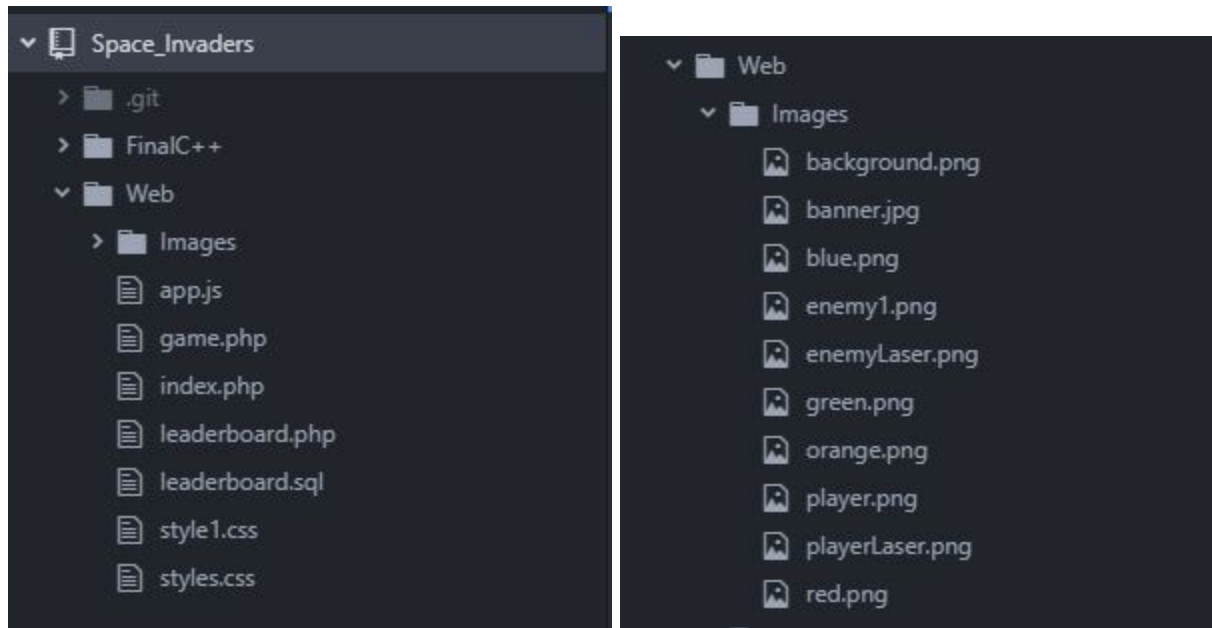 Space_Invaders
.git
FinalC++
Web
Images
app.js
game.php
index.php
leaderboard.php
leaderboard.sql
style1.css
styles.css
Web
Images
background.png
banner.jpg
blue.png
enemy1.png
enemyLaser.png
green.png
orange.png
player.png
playerLaser.png
red.png